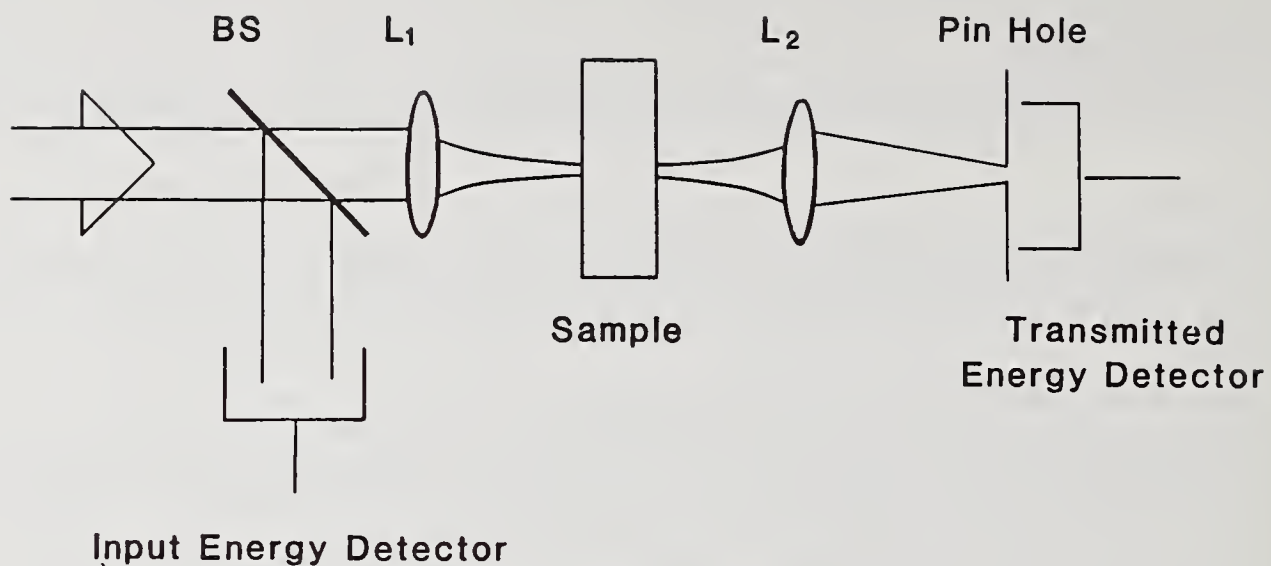 BS L₁ L₂ Pin Hole
Sample
Transmitted
Energy Detector
Input Energy Detector